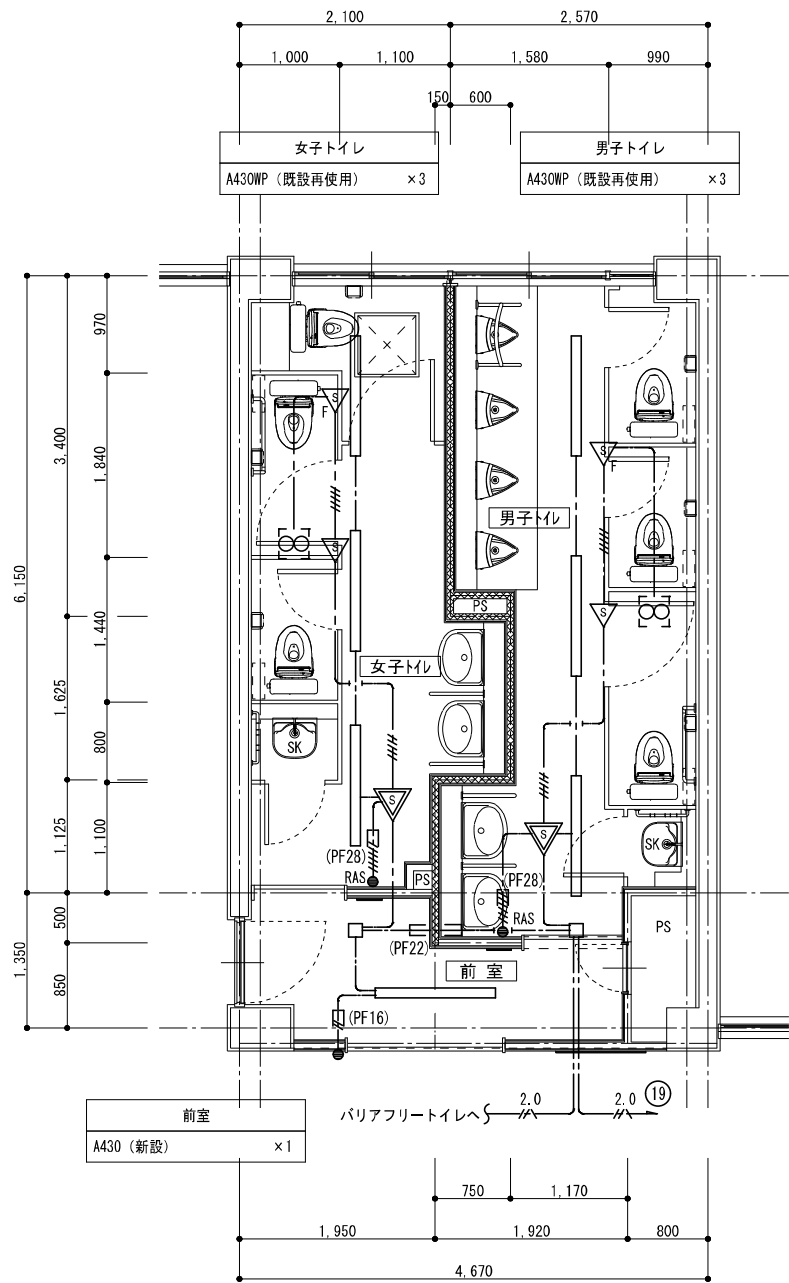 2,100
2,570
1,000
1,100
1,580
990
150
600
女子トイレ
A430WP（既設再使用） ×3
男子トイレ
A430WP（既設再使用） ×3
970
3,400
1,840
6,150
1,440
1,625
800
1,125
1,100
500
1,350
850
S
F
S
F
S
S
男子トイレ
PS
女子トイレ
SK
S
S
SK
(PF28)
RAS
PS
(PF28)
RAS
PS
(PF22)
前室
(PF16)
前室
A430（新設） ×1
バリアフリートイレへ
2.0
2.0
19
750
1,170
1,950
1,920
800
4,670